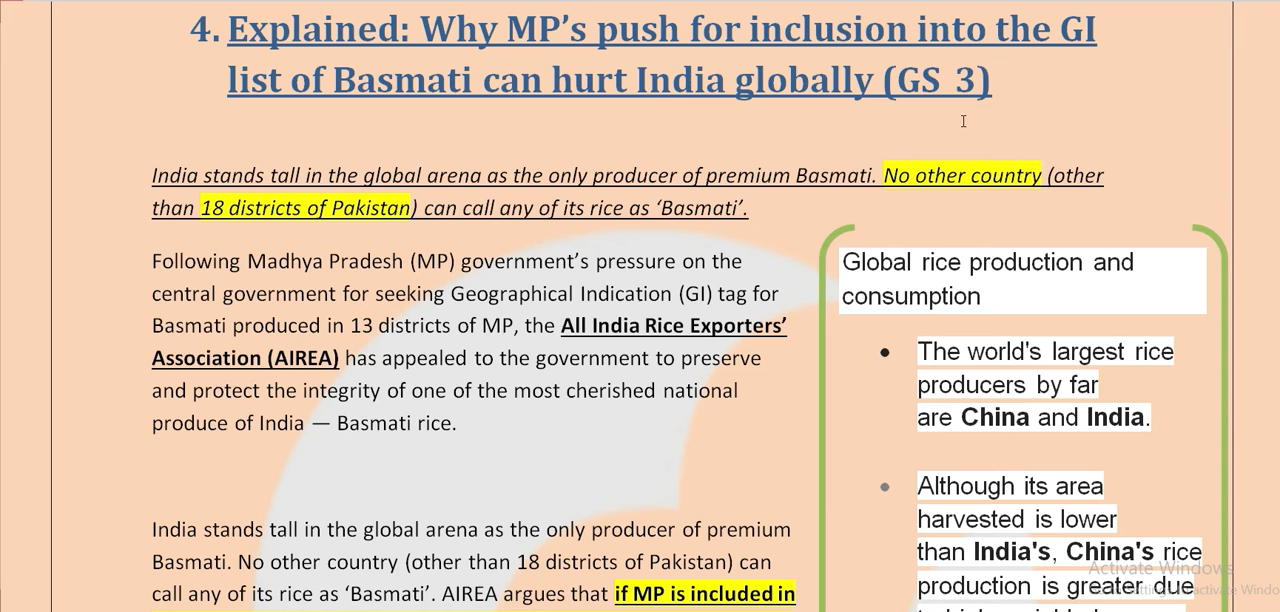 4. Explained: Why MP's push for inclusion into the GI
list of Basmati can hurt India globally (GS 3)
India stands tall in the global arena as the only producer of premium Basmati. No other country (other
than 18 districts of Pakistan) can call any of its rice as ‘Basmati’.
Following Madhya Pradesh (MP) government’s pressure on the
central government for seeking Geographical Indication (GI) tag for
Basmati produced in 13 districts of MP, the All India Rice Exporters’
Association (AIREA) has appealed to the government to preserve
and protect the integrity of one of the most cherished national
produce of India — Basmati rice.
India stands tall in the global arena as the only producer of premium
Basmati. No other country (other than 18 districts of Pakistan) can
call any of its rice as ‘Basmati’. AIREA argues that if MP is included in
Global rice production and
consumption
• The world's largest rice
producers by far
are China and India.
• Although its area
harvested is lower
than India's, China's rice
production is greater due
Activate Windows